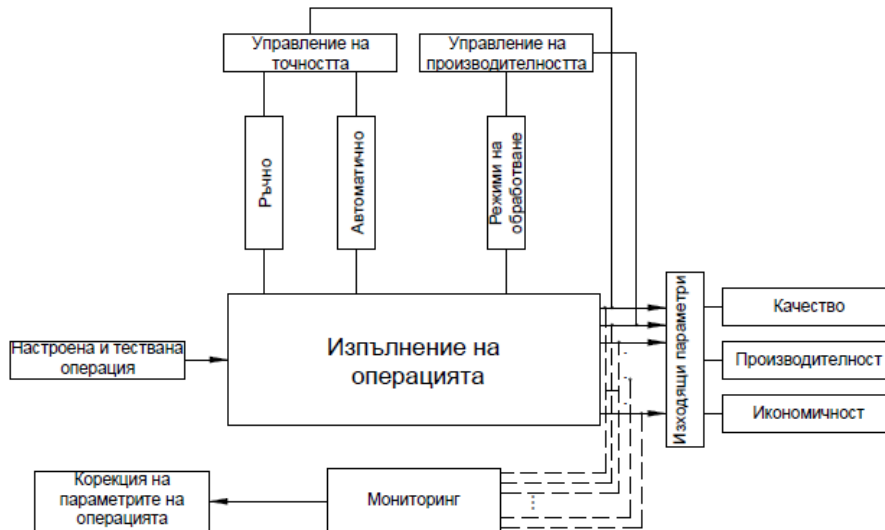 Управление на
точността
Управление на
производителността
Ръчно
Автоматично
Режими на
обработване
Настроена и тествана
операция
Изпълнение на
операцията
Изходящи параметри
Качество
Производителност
Икономичност
Корекция на
параметрите на
операцията
Мониторинг